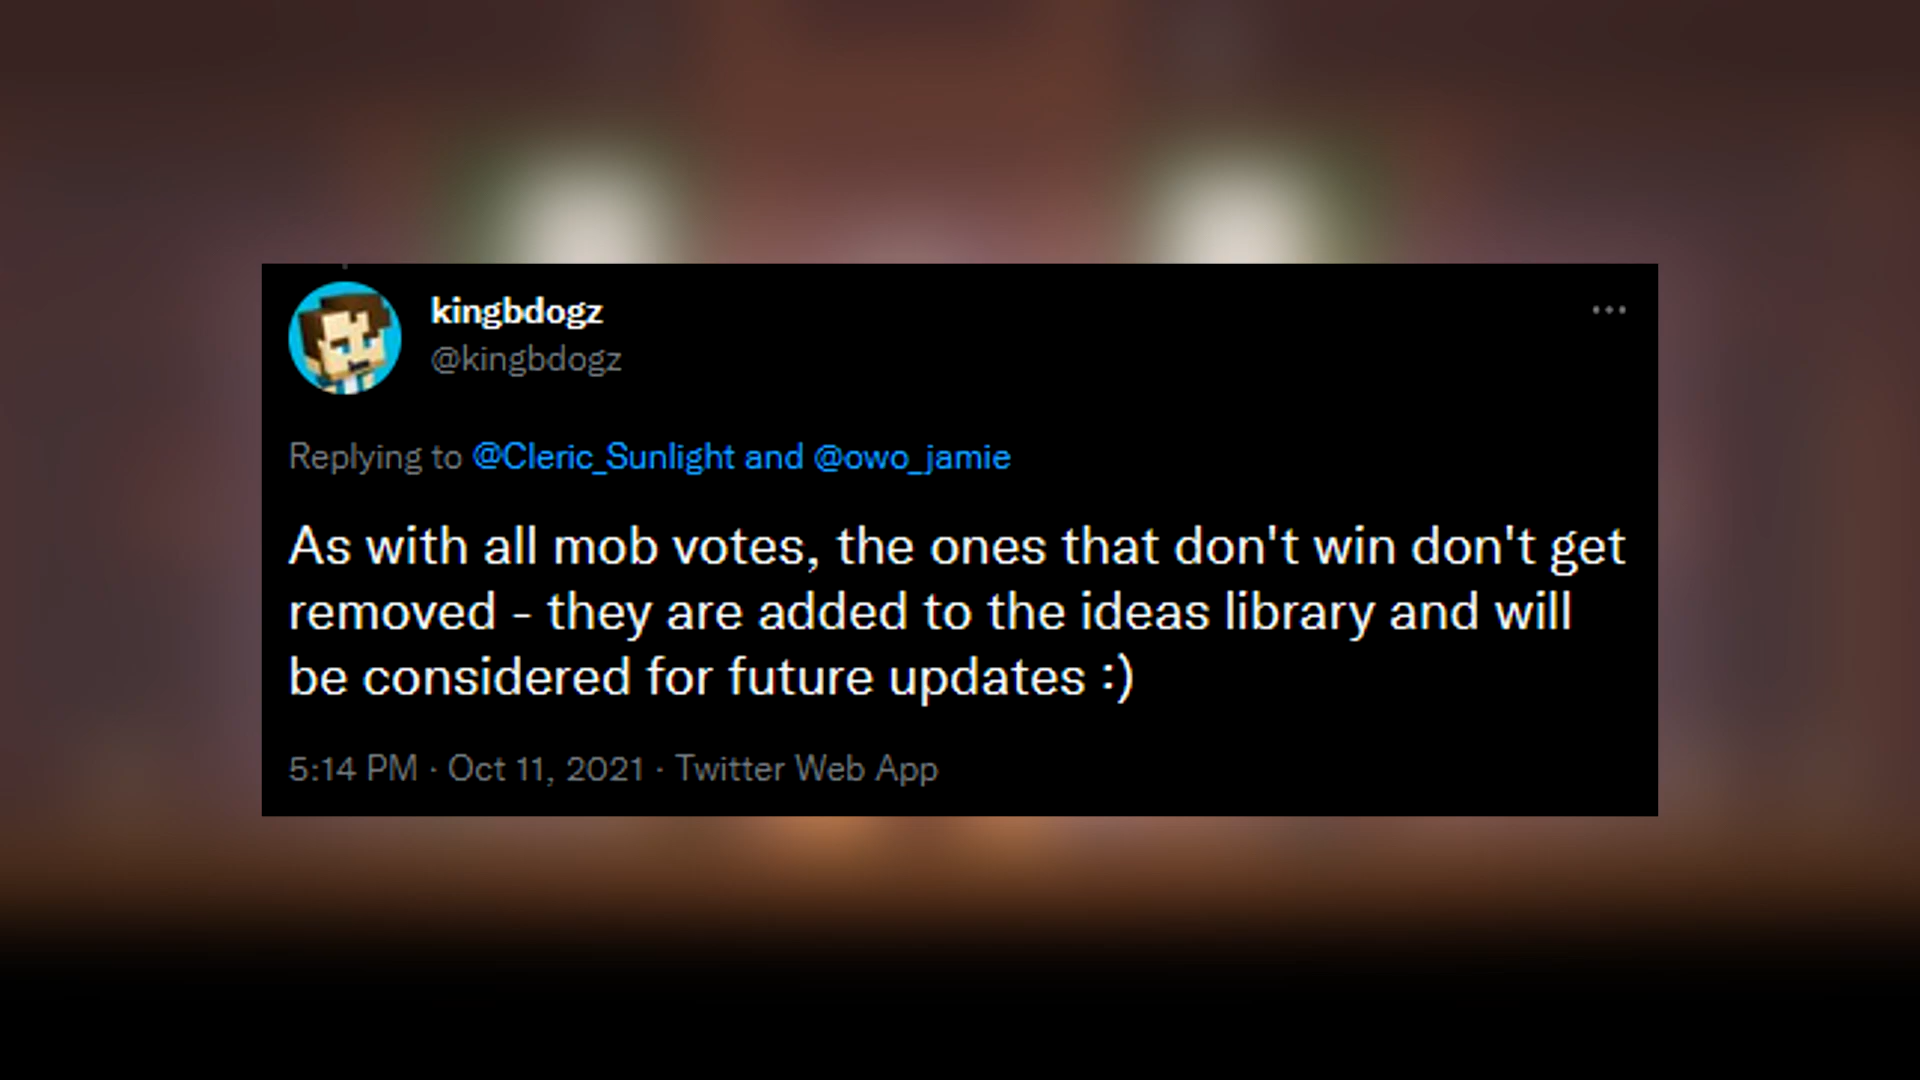 kingbdogz
@kingbdogz
Replying to @Cleric_Sunlight and @owo_jamie
As with all mob votes, the ones that don't win don't get
removed - they are added to the ideas library and will
be considered for future updates :)
5:14 PM · Oct 11, 2021 · Twitter Web App